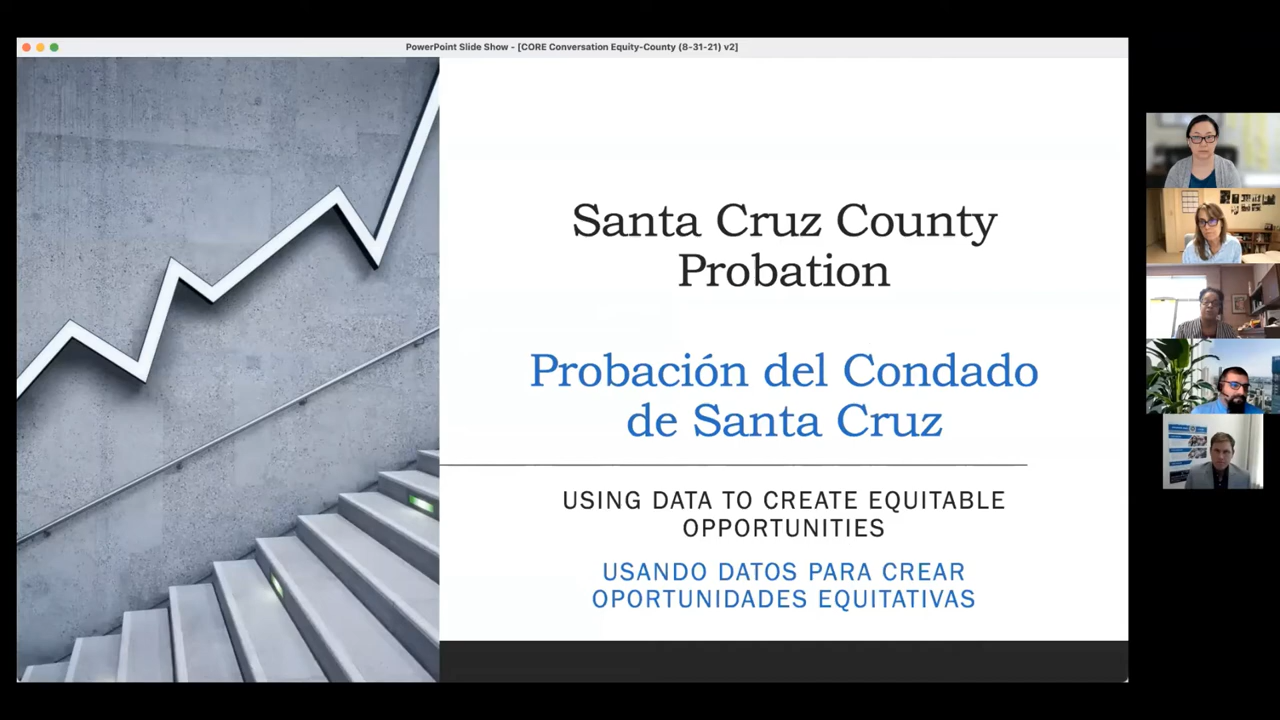 PowerPoint Slide Show - [CORE Conversation Equity-County (8-31-21) v2]
Santa Cruz County
Probation
Probación del Condado
de Santa Cruz
USING DATA TO CREATE EQUITABLE
OPPORTUNITIES
USANDO DATOS PARA CREAR
OPORTUNIDADES EQUITATIVAS